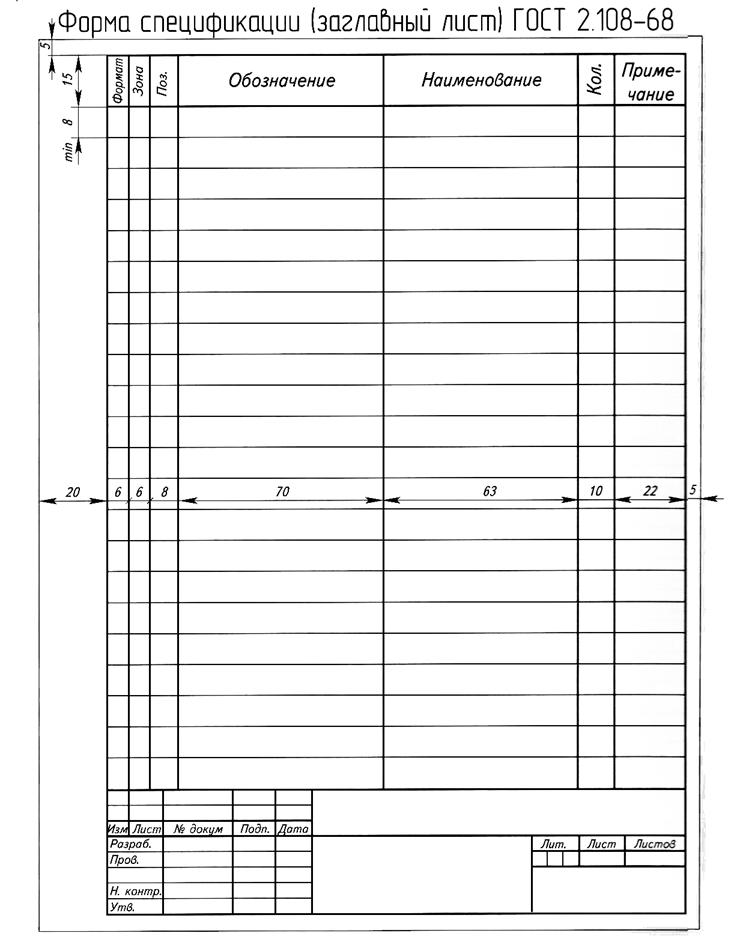 Форма спецификации (заглавный лист) ГОСТ 2.108–68
5
15
Формат
Зона
Поз.
Обозначение
Наименование
Кол.
Приме-
чание
8
min
20 6 6 8 70 63 10 22 5
Изм Лист № докум Подп. Дата
Разраб.
Пров.
Н. контр.
Утв.
Лит. Лист Листов